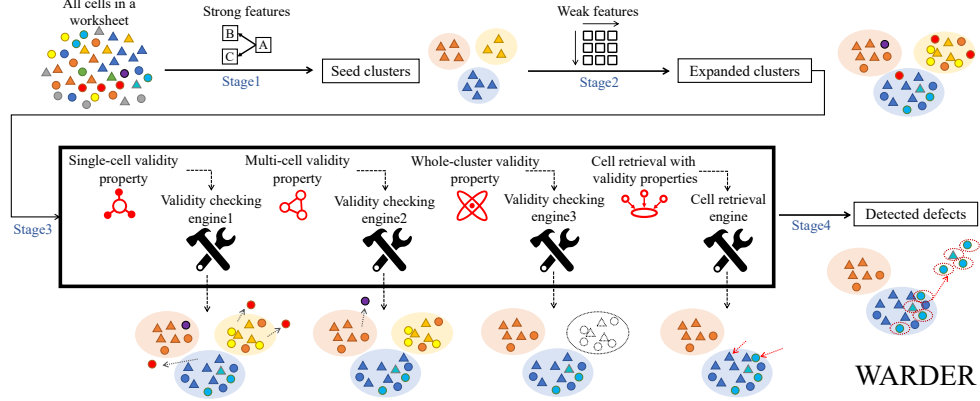 All cells in a
worksheet
Strong features
B
A
C
Stage1
Seed clusters
Weak features
Stage2
Expanded clusters
Stage3
Single-cell validity
property
Validity checking
engine1
Multi-cell validity
property
Validity checking
engine2
Whole-cluster validity
property
Validity checking
engine3
Cell retrieval with
validity properties
Cell retrieval
engine
Stage4
Detected defects
WARDER